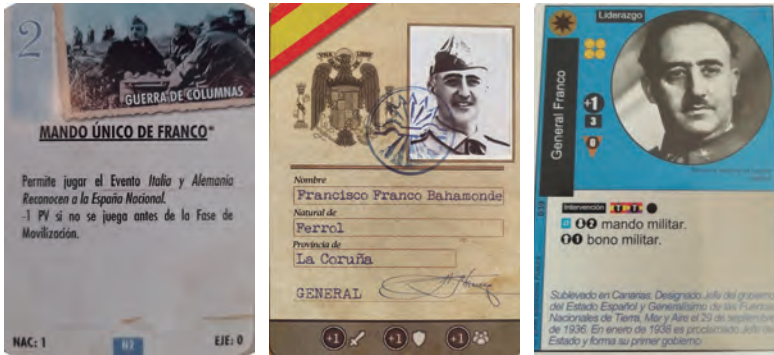 2
GUERRA DE COLUMNAS
MANDO ÚNICO DE FRANCO*
Permite jugar el Evento Italia y Alemania
Reconocen a la España Nacional.
-1 PV si no se juega antes de la Fase de
Movilización.
NAC: 1
N2
EJE: 0
Nombre
Francisco Franco Bahamonde
Natural de
Ferrol
Provincia de
La Coruña
GENERAL
+1
+1
+1
Liderazgo
General Franco
+1
3
0
Intervención
mando militar.
bono militar.
Sublevado en Canarias. Designado Jefe del gobierno
del Estado Español y Generalísimo de las Fuerzas
Nacionales de Tierra, Mar y Aire el 29 de septiembre
de 1936. En enero de 1938 es proclamado Jefe de
Estado y forma su primer gobierno